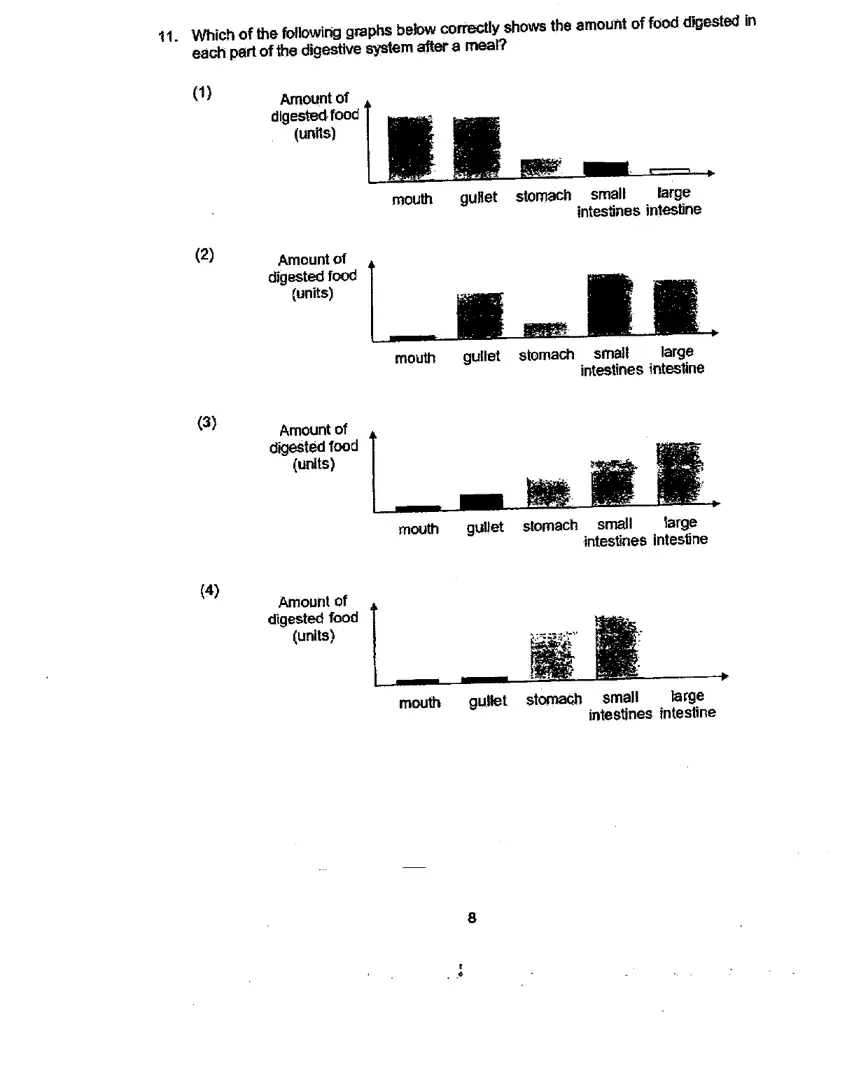 11. Which of the following graphs below correctly shows the amount of food digested in
each part of the digestive system after a meal?
(1)
Amount of
digested food
(units)
mouth gullet stomach small large
intestines intestine
(2)
Amount of
digested food
(units)
mouth gullet stomach small large
intestines intestine
(3)
Amount of
digested food
(units)
mouth gullet stomach small large
intestines intestine
(4)
Amount of
digested food
(units)
mouth gullet stomach small large
intestines intestine
8